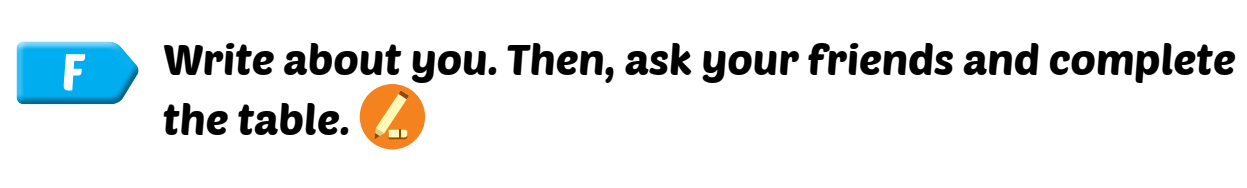 F
Write about you. Then, ask your friends and complete
the table.